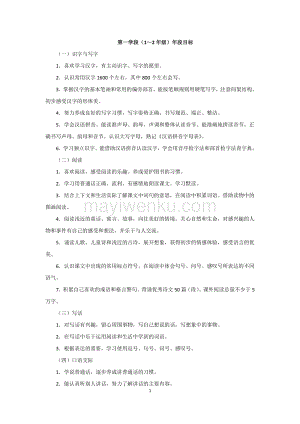 第一学段（1—2年级）年段目标
（一）识字与写字
1．喜欢学习汉字，有主动识字、写字的愿望。
2．认识常用汉字1600个左右，其中800个左右会写。
3．掌握汉字的基本笔画和常用的偏旁部首，能按笔顺规则用硬笔写字，注意间架结构。
初步感受汉字的形体美。
4．努力养成良好的写字习惯，写字姿势正确，书写规范、端正、整洁。
5．学会汉语拼音。能读准声母、韵母、声调和整体认读音节。能准确地拼读音节，正
确书写声母、韵母和音节。认识大写字母，熟记《汉语拼音字母表》。
6．学习独立识字。能借助汉语拼音认读汉字，学会用音序检字法和部首检字法查字典。
（二）阅读
1．喜欢阅读，感受阅读的乐趣，养成爱护图书的习惯。
2．学习用普通话正确、流利、有感情地朗读课文。学习默读。
3．结合上下文和生活实际了解课文中词句的意思，在阅读中积累词语。借助读物中的
图画阅读。
4．阅读浅近的童话、寓言、故事，向往美好的情境，关心自然和生命，对感兴趣的人
物和事件有自己的感受和想法，并乐于与人交流。
5．诵读儿歌、儿童诗和浅近的古诗，展开想象，获得初步的情感体验，感受语言的优
美。
6．认识课文中出现的常用标点符号。在阅读中体会句号、问号、感叹号所表达的不同
语气。
7．积累自己喜欢的成语和格言警句。背诵优秀诗文50篇（段）。课外阅读总量不少于5
万字。
（三）写话
1．对写话有兴趣，留心周围事物，写自己想说的话，写想象中的事物。
2．在写话中乐于运用阅读和生活中学到的词语。
3．根据表达的需要，学习使用逗号、句号、问号、感叹号。
（四）口语交际
1．学说普通话，逐步养成讲普通话的习惯。
2．能认真听别人讲话，努力了解讲话的主要内容。
1
mayiwenku.com